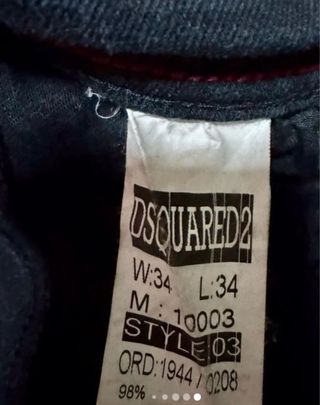 DSQUARED2
W:34 L:34
M : 10003
STYLE 03
ORD:1944 / 0208
98%